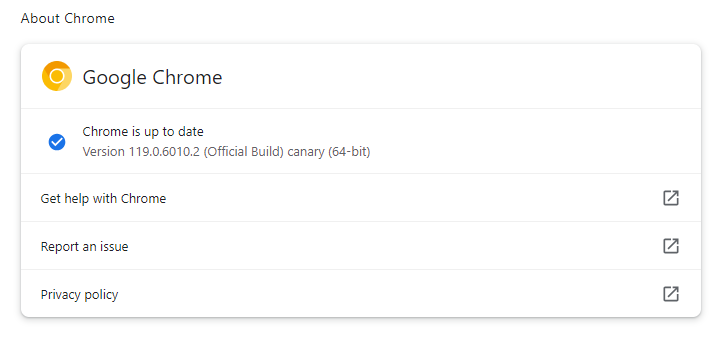 About Chrome
Google Chrome
Chrome is up to date
Version 119.0.6010.2 (Official Build) canary (64-bit)
Get help with Chrome
Report an issue
Privacy policy